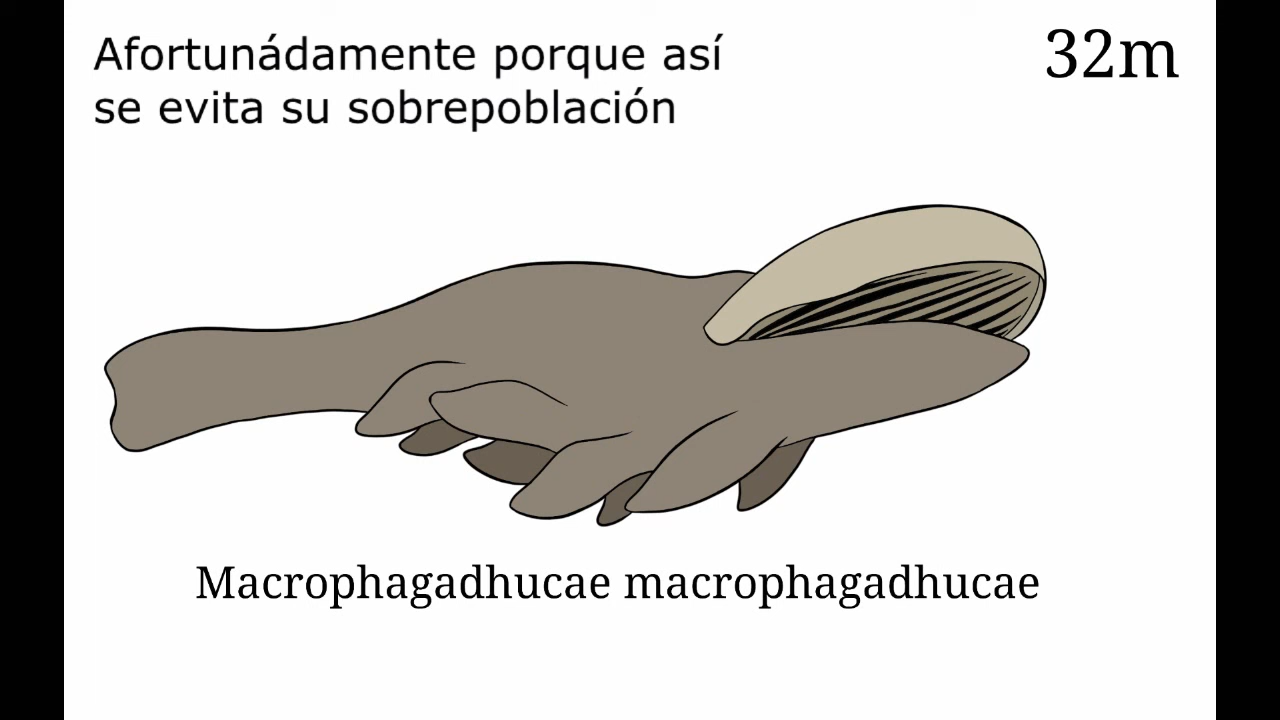 Afortunádamente porque así
se evita su sobrepoblación
32m
Macrophagadhucae macrophagadhucae